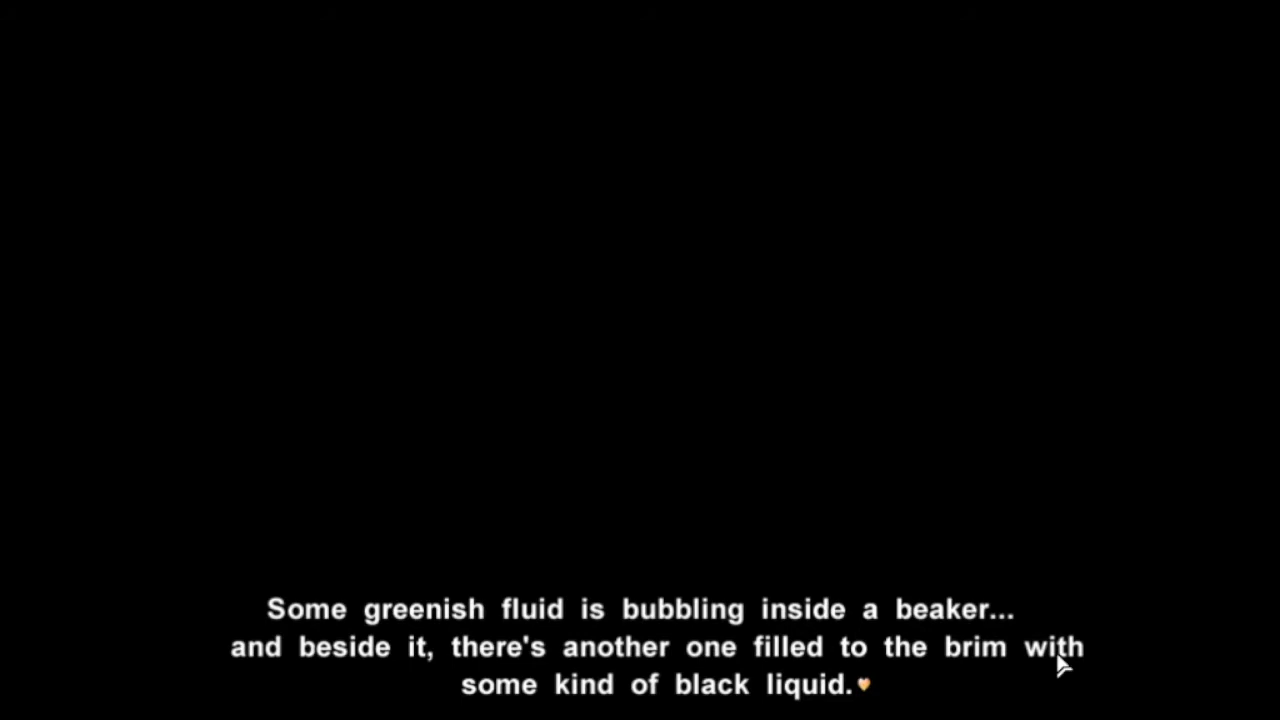 Some greenish fluid is bubbling inside a beaker...
and beside it, there's another one filled to the brim with
some kind of black liquid.